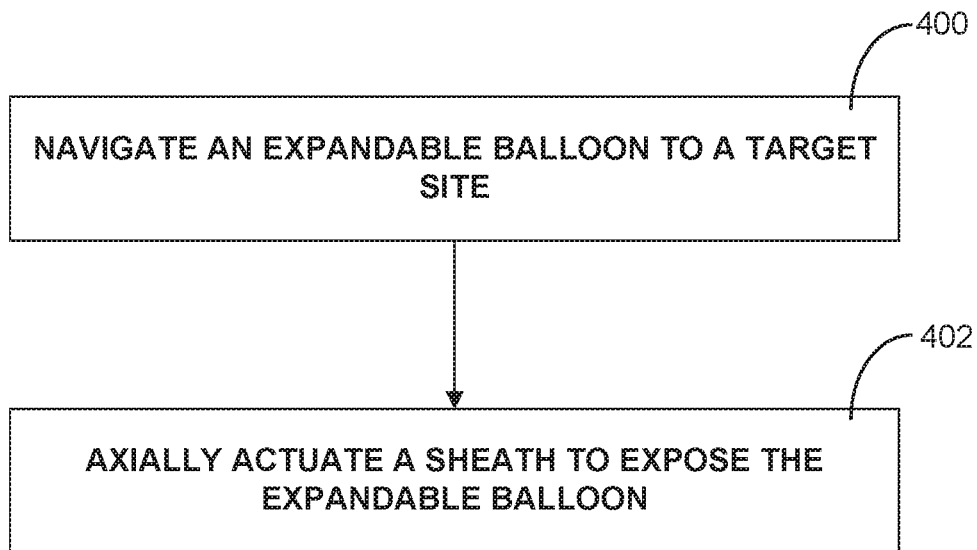 400
NAVIGATE AN EXPANDABLE BALLOON TO A TARGET
SITE
402
AXIALLY ACTUATE A SHEATH TO EXPOSE THE
EXPANDABLE BALLOON